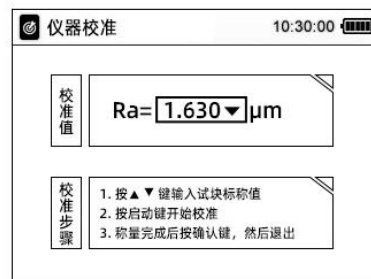 仪器校准 10:30:00
校准值
Ra= 1.630▼ μm
校准步骤
1. 按▲▼键输入试块标称值
2. 按启动键开始校准
3. 称量完成后按确认键，然后退出